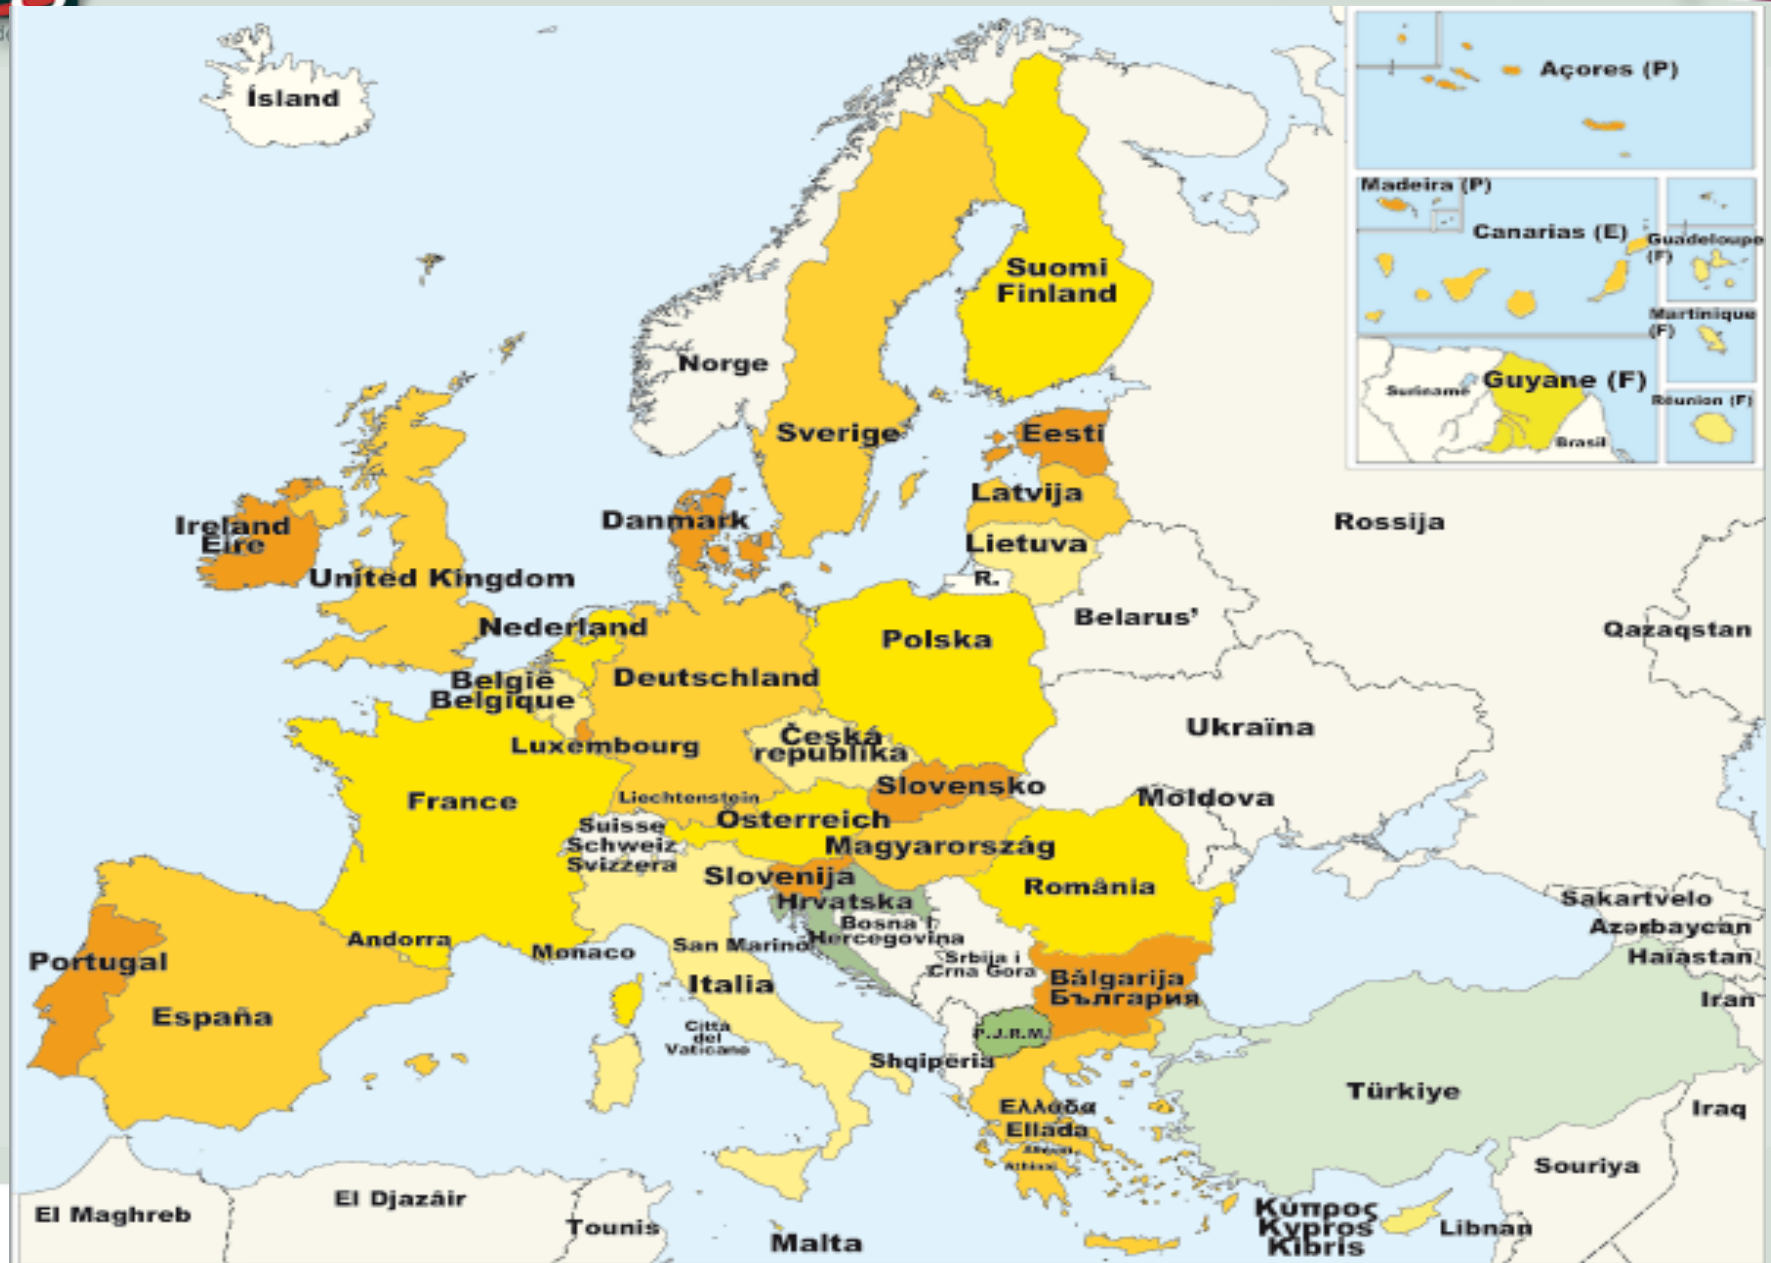 Ísland
Açores (P)
Madeira (P)
Canarias (E)
Guadeloupe
(F)
Martinique
(F)
Guyane (F)
Suriname
Brasil
Réunion (F)
Suomi
Finland
Norge
Sverige
Eesti
Latvija
Lietuva
R.
Rossija
Danmark
Ireland
Éire
United Kingdom
Nederland
Belarus'
Polska
Qazaqstan
België
Belgique
Deutschland
Luxembourg
Česká
republika
Ukraïna
Slovensko
France
Liechtenstein
Österreich
Moldova
Suisse
Schweiz
Svizzera
Magyarország
Slovenija
România
Hrvatska
Bosna i
Hercegovina
Sakartvelo
Azərbaycan
Haïastan
Iran
Andorra
Monaco
San Marino
Srbija i
Crna Gora
Portugal
España
Italia
Bálgarija
България
Città
del
Vaticano
P.J.R.M.
Shqipëria
Türkiye
Iraq
Ελλάδα
Ellada
Souriya
El Maghreb
El Djazâir
Tounis
Malta
Κύπρος
Kypros
Kibris
Libnan